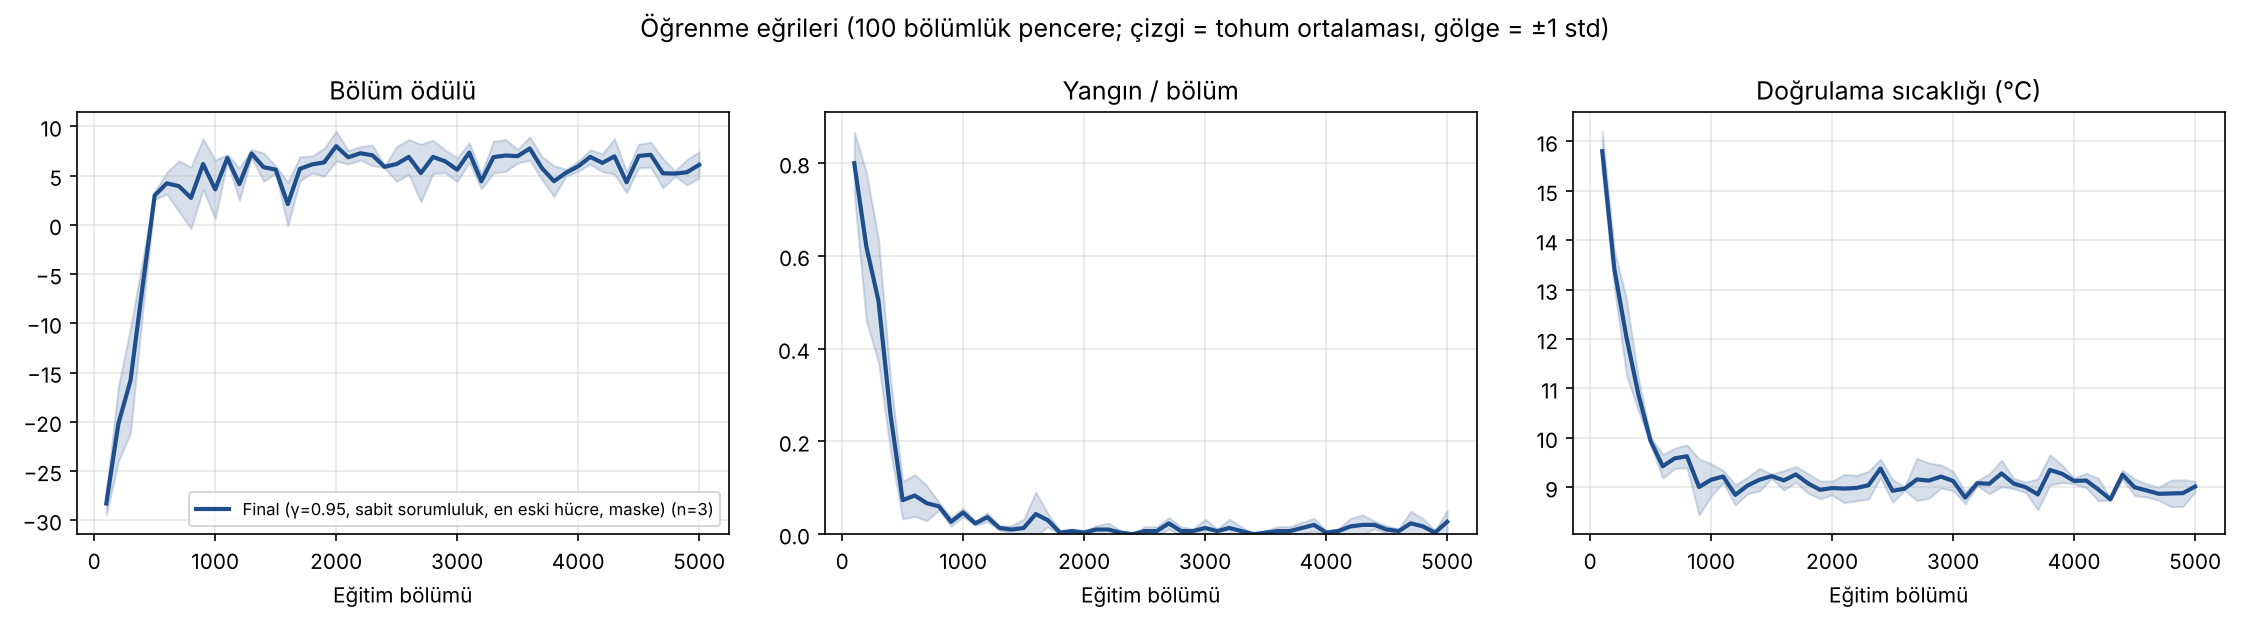 Öğrenme eğrileri (100 bölümlük pencere; çizgi = tohum ortalaması, gölge = ±1 std)
Bölüm ödülü
10
5
0
−5
−10
−15
−20
−25
−30
Final (γ=0.95, sabit sorumluluk, en eski hücre, maske) (n=3)
0 1000 2000 3000 4000 5000
Eğitim bölümü
Yangın / bölüm
0.8
0.6
0.4
0.2
0.0
0 1000 2000 3000 4000 5000
Eğitim bölümü
Doğrulama sıcaklığı (°C)
16
15
14
13
12
11
10
9
0 1000 2000 3000 4000 5000
Eğitim bölümü